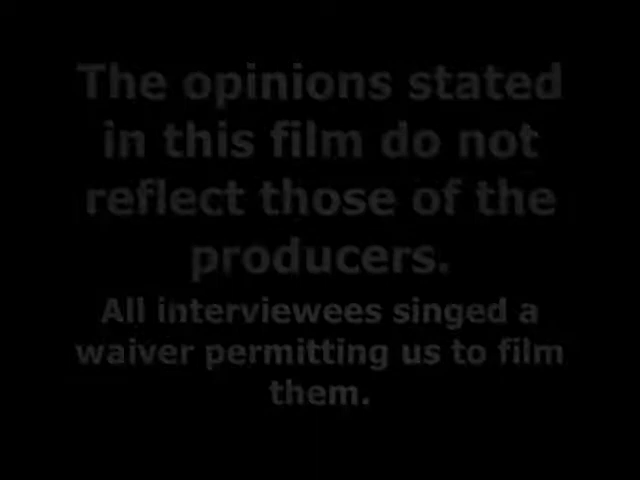 The opinions stated
in this film do not
reflect those of the
producers.
All interviewees singed a
waiver permitting us to film
them.